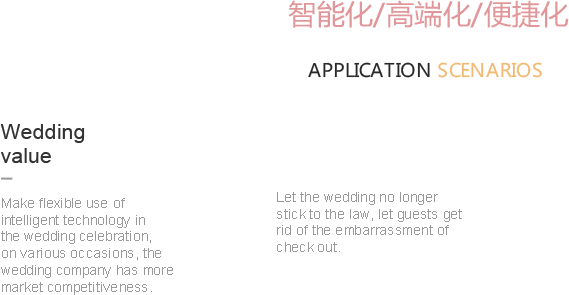 智能化/高端化/便捷化
APPLICATION SCENARIOS
Wedding
value
Make flexible use of
intelligent technology in
the wedding celebration,
on various occasions, the
wedding company has more
market competitiveness.
Let the wedding no longer
stick to the law, let guests get
rid of the embarrassment of
check out.